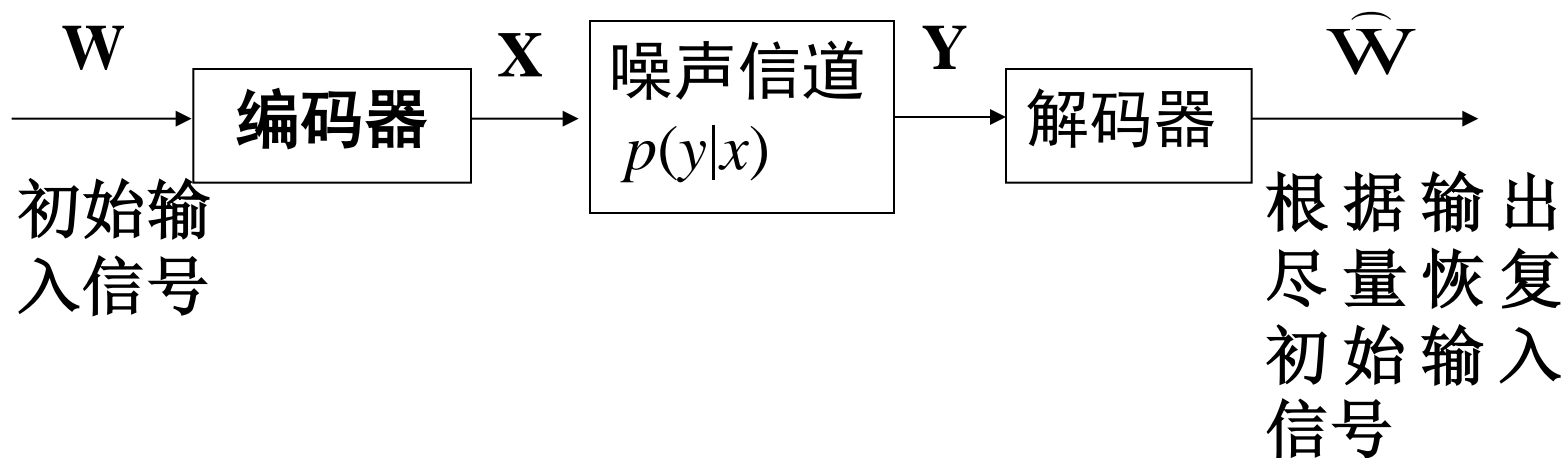 W
编码器
X
噪声信道
p(y|x)
Y
解码器
Ŵ
初始输
入信号
根据输出
尽量恢复
初始输入
信号